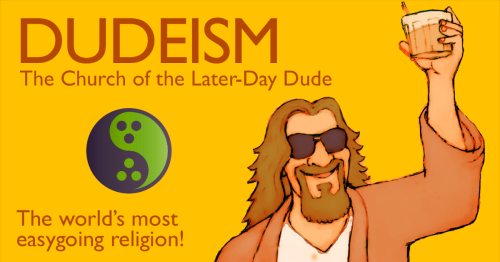 DUDEISM
The Church of the Later-Day Dude
The world's most
easygoing religion!